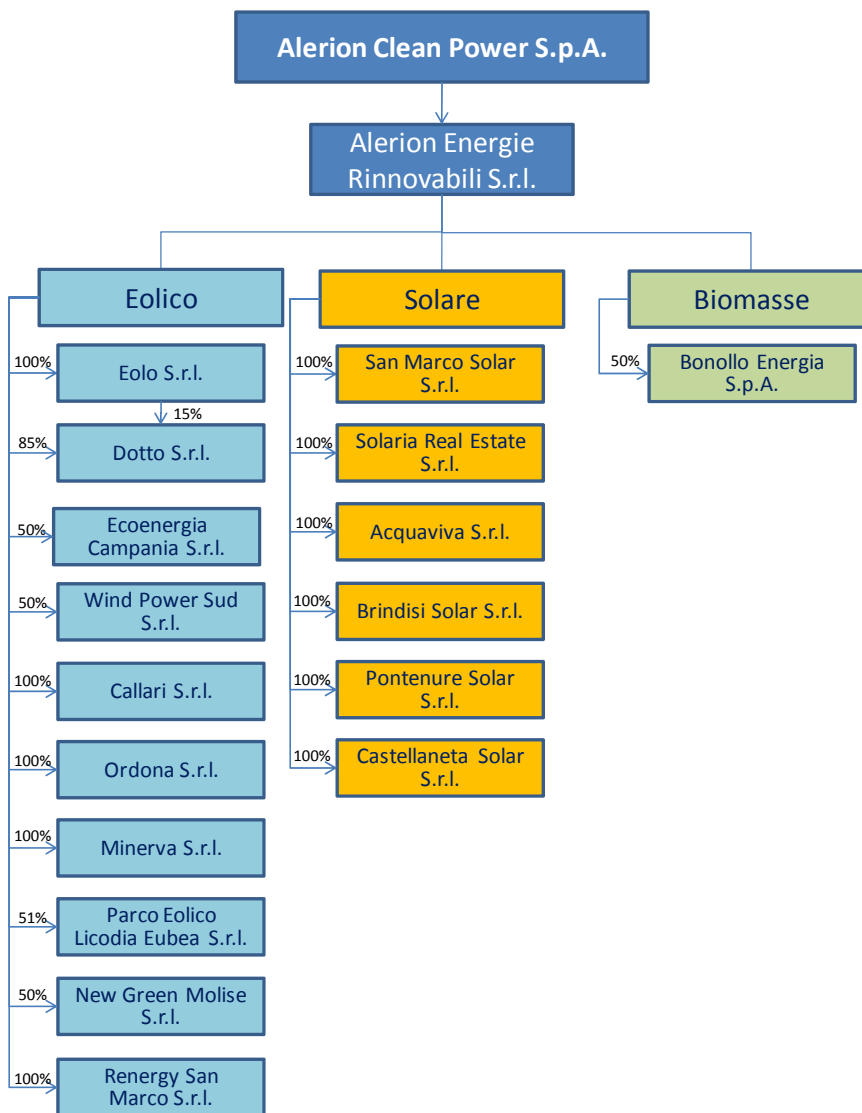 Alerion Clean Power S.p.A.
Alerion Energie
Rinnovabili S.r.l.
Eolico
100%
Eolo S.r.l.
15%
85%
Dotto S.r.l.
50%
Ecoenergia
Campania S.r.l.
50%
Wind Power Sud
S.r.l.
100%
Callari S.r.l.
100%
Ordona S.r.l.
100%
Minerva S.r.l.
51%
Parco Eolico
Licodia Eubea S.r.l.
50%
New Green Molise
S.r.l.
100%
Renergy San
Marco S.r.l.
Solare
100%
San Marco Solar
S.r.l.
100%
Solaria Real Estate
S.r.l.
100%
Acquaviva S.r.l.
100%
Brindisi Solar S.r.l.
100%
Pontenure Solar
S.r.l.
100%
Castellaneta Solar
S.r.l.
Biomasse
50%
Bonollo Energia
S.p.A.